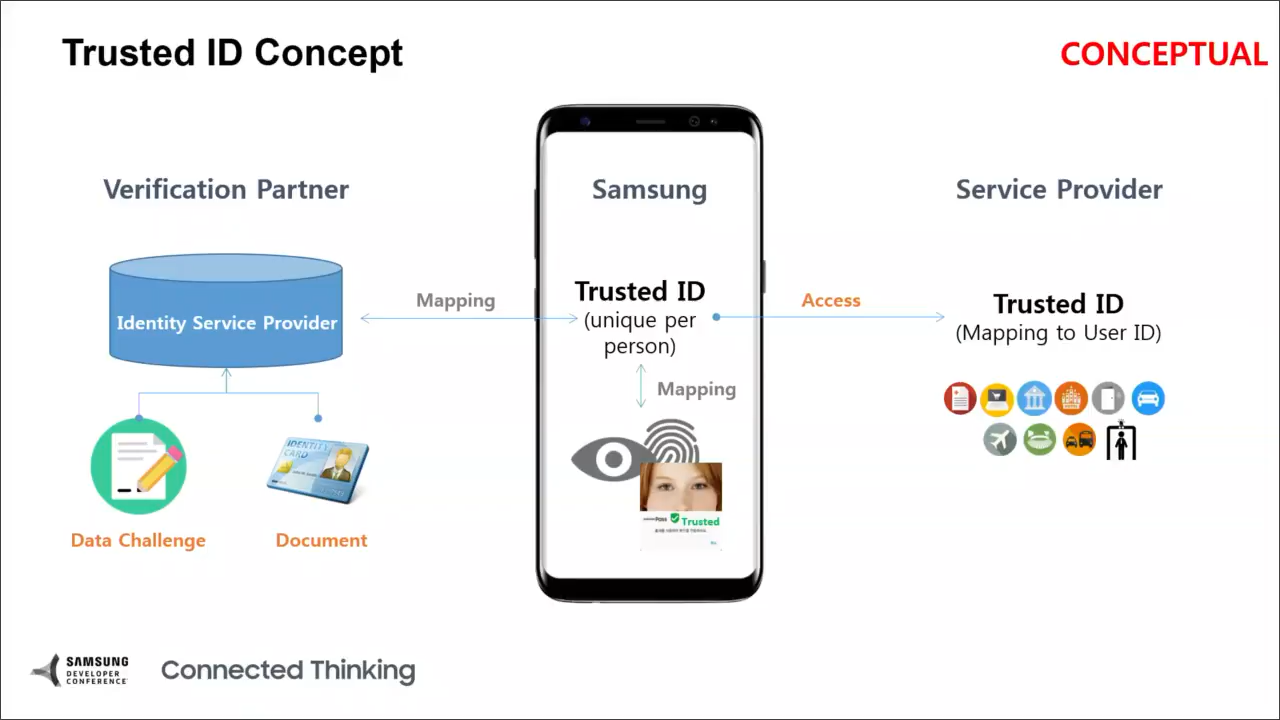 Trusted ID Concept
CONCEPTUAL
Verification Partner
Samsung
Service Provider
Identity Service Provider
Mapping
Trusted ID
(unique per
person)
Access
Trusted ID
(Mapping to User ID)
Mapping
IDENTITY
CARD
Pass
Trusted
Data Challenge
Document
SAMSUNG
DEVELOPER
CONFERENCE
Connected Thinking